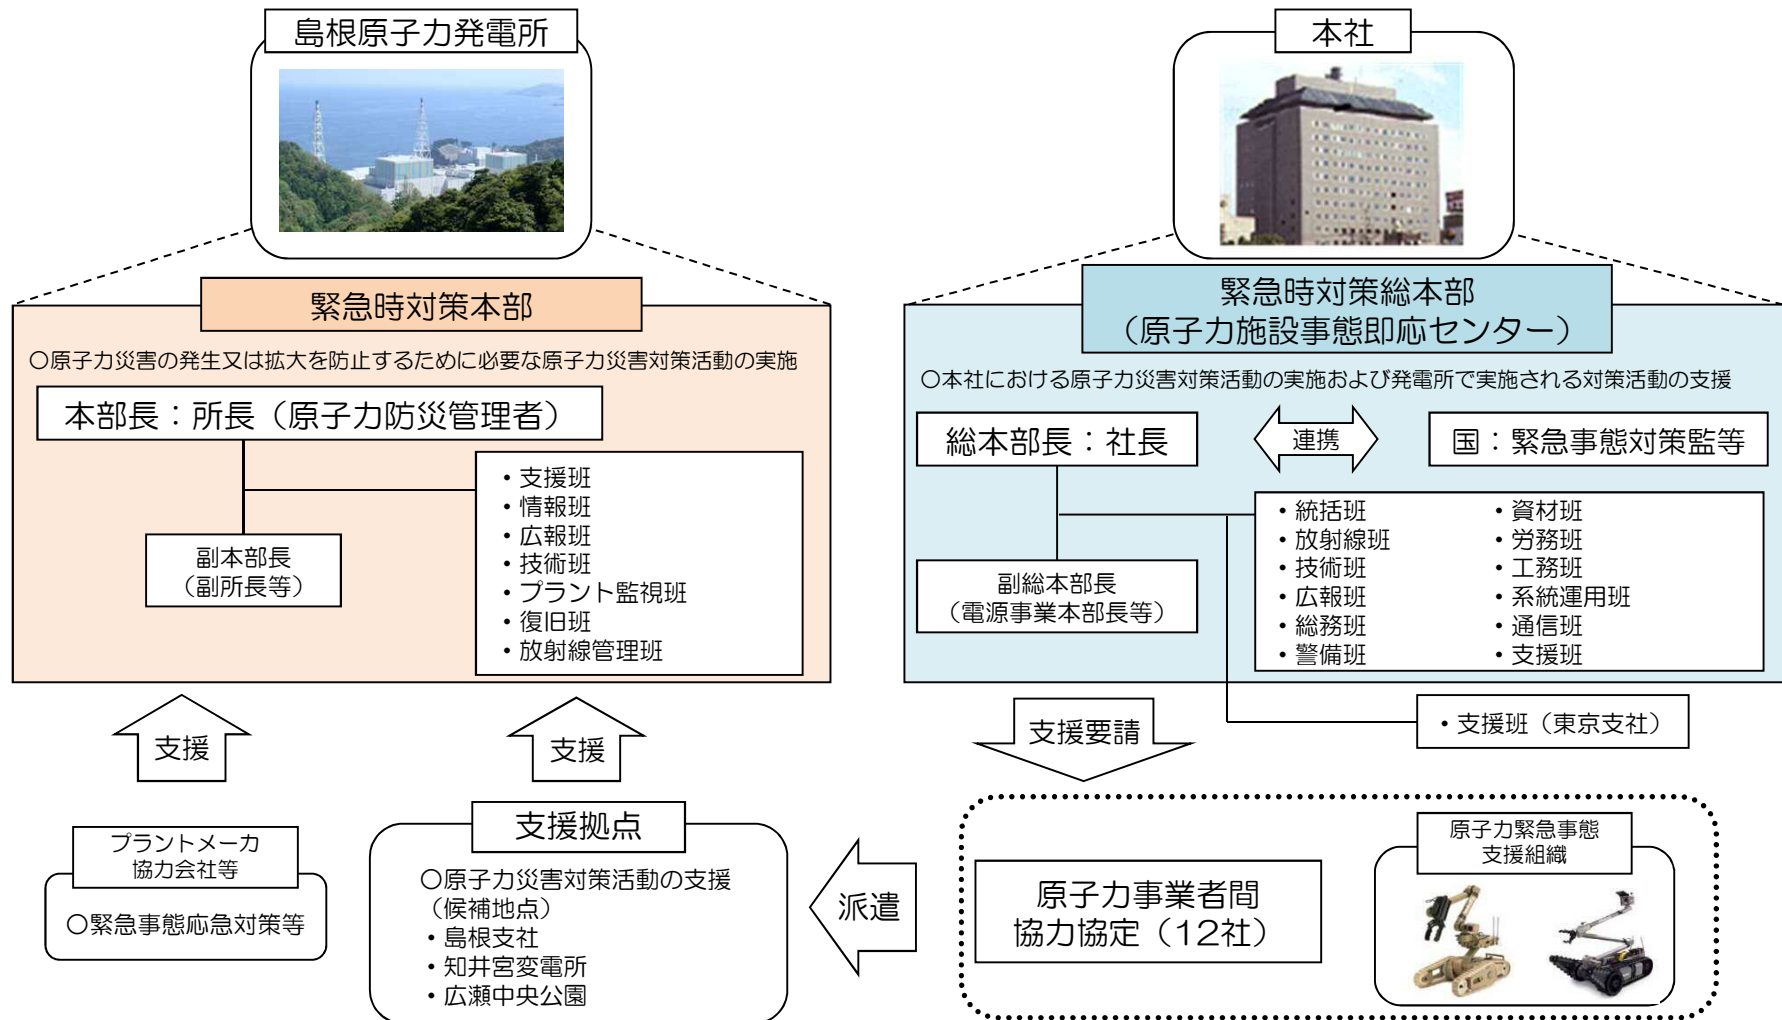 島根原子力発電所
緊急時対策本部
〇原子力災害の発生又は拡大を防止するために必要な原子力災害対策活動の実施
本部長：所長（原子力防災管理者）
・支援班
・情報班
・広報班
・技術班
・プラント監視班
・復旧班
・放射線管理班
副本部長
（副所長等）
支援
支援
プラントメーカ
協力会社等
〇緊急事態応急対策等
支援拠点
〇原子力災害対策活動の支援
（候補地点）
・島根支社
・知井宮変電所
・広瀬中央公園
本社
緊急時対策総本部
（原子力施設事態即応センター）
〇本社における原子力災害対策活動の実施および発電所で実施される対策活動の支援
総本部長：社長
連携
国：緊急事態対策監等
副総本部長
（電源事業本部長等）
・統括班
・放射線班
・技術班
・広報班
・総務班
・警備班
・資材班
・労務班
・工務班
・系統運用班
・通信班
・支援班
・支援班（東京支社）
支援要請
派遣
原子力事業者間
協力協定（12社）
原子力緊急事態
支援組織